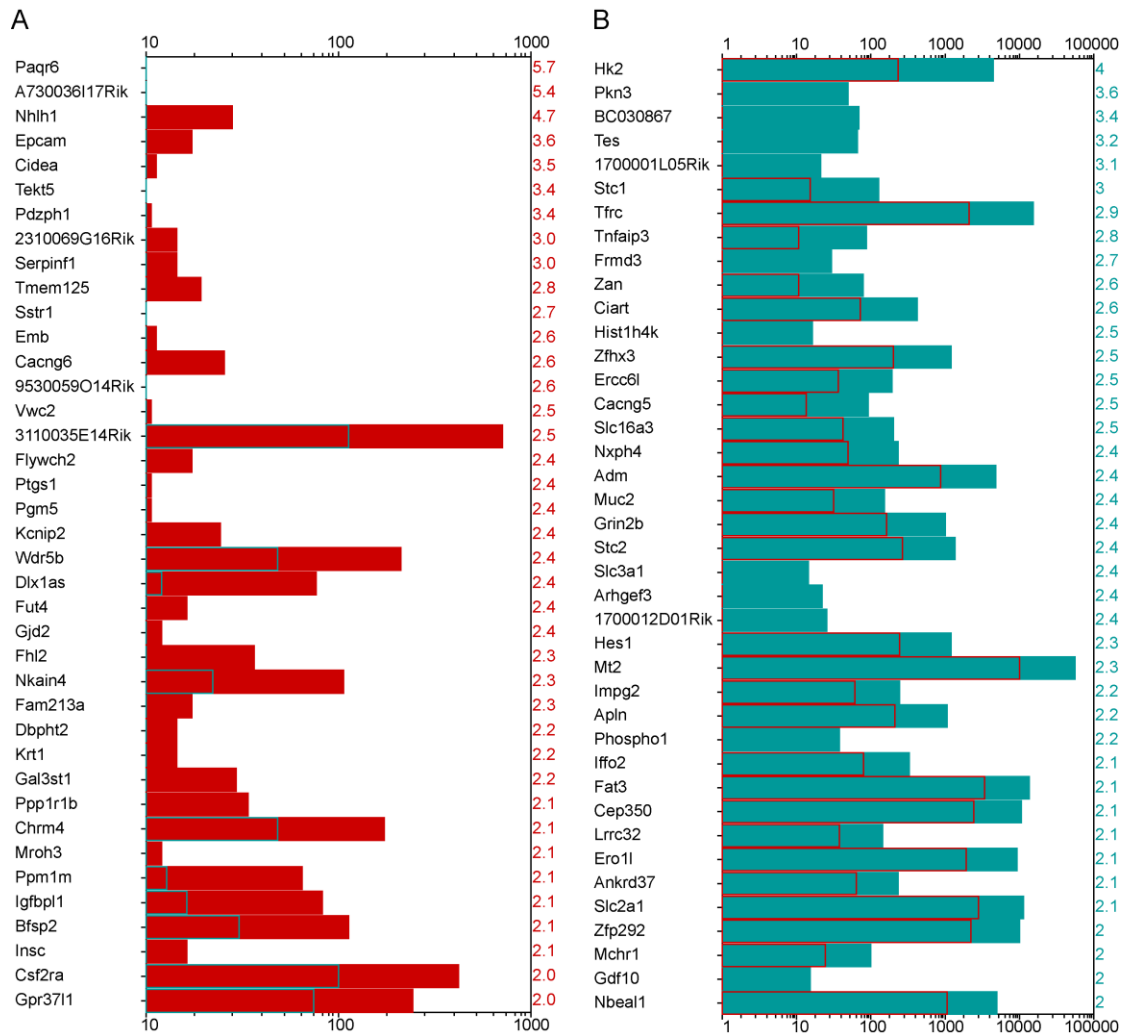 A
10 100 1000
Paqr6 5.7
A730036I17Rik 5.4
Nhlh1 4.7
Epcam 3.6
Cidea 3.5
Tekt5 3.4
Pdzph1 3.4
2310069G16Rik 3.0
Serpinf1 3.0
Tmem125 2.8
Sstr1 2.7
Emb 2.6
Cacng6 2.6
9530059O14Rik 2.6
Vwc2 2.5
3110035E14Rik 2.5
Flywch2 2.4
Ptgs1 2.4
Pgm5 2.4
Kcnip2 2.4
Wdr5b 2.4
Dlx1as 2.4
Fut4 2.4
Gjd2 2.4
Fhl2 2.3
Nkain4 2.3
Fam213a 2.3
Dbpht2 2.2
Krt1 2.2
Gal3st1 2.2
Ppp1r1b 2.1
Chrm4 2.1
Mroh3 2.1
Ppm1m 2.1
Igfbpl1 2.1
Bfsp2 2.1
Insc 2.1
Csf2ra 2.0
Gpr37l1 2.0
10 100 1000
B
1 10 100 1000 10000 100000
Hk2 4
Pkn3 3.6
BC030867 3.4
Tes 3.2
1700001L05Rik 3.1
Stc1 3
Tfrc 2.9
Tnfaip3 2.8
Frmd3 2.7
Zan 2.6
Ciart 2.6
Hist1h4k 2.5
Zfhx3 2.5
Ercc6l 2.5
Cacng5 2.5
Slc16a3 2.5
Nxph4 2.4
Adm 2.4
Muc2 2.4
Grin2b 2.4
Stc2 2.4
Slc3a1 2.4
Arhgef3 2.4
1700012D01Rik 2.4
Hes1 2.3
Mt2 2.3
Impg2 2.2
Apln 2.2
Phospho1 2.2
Iffo2 2.1
Fat3 2.1
Cep350 2.1
Lrrc32 2.1
Ero1l 2.1
Ankrd37 2.1
Slc2a1 2.1
Zfp292 2
Mchr1 2
Gdf10 2
Nbeal1 2
1 10 100 1000 10000 100000